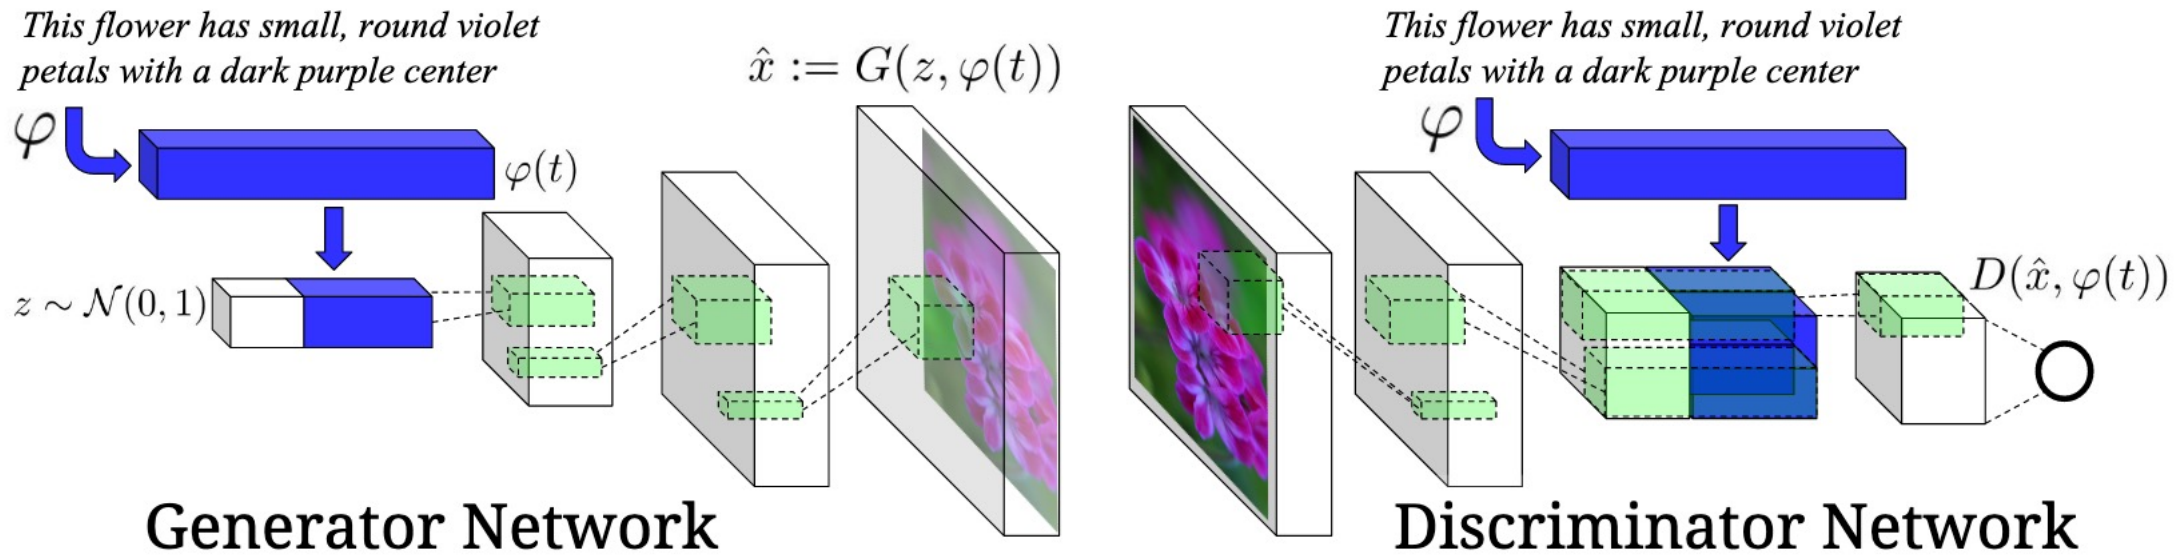 This flower has small, round violet
petals with a dark purple center
φ
φ(t)
z ∼ 𝒩(0, 1)
x̂ := G(z, φ(t))
Generator Network
This flower has small, round violet
petals with a dark purple center
φ
D(x̂, φ(t))
Discriminator Network